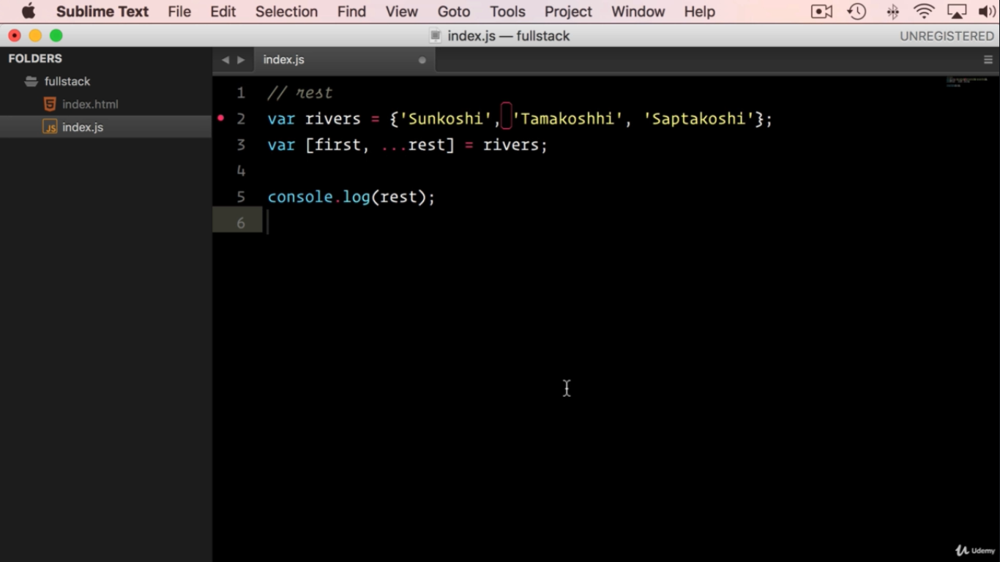 Sublime Text File Edit Selection Find View Goto Tools Project Window Help
index.js — fullstack UNREGISTERED
FOLDERS
fullstack
index.html
index.js
index.js
1 // rest
2 var rivers = {'Sunkoshi', 'Tamakoshhi', 'Saptakoshi'};
3 var [first, ...rest] = rivers;
4
5 console.log(rest);
6
Udemy